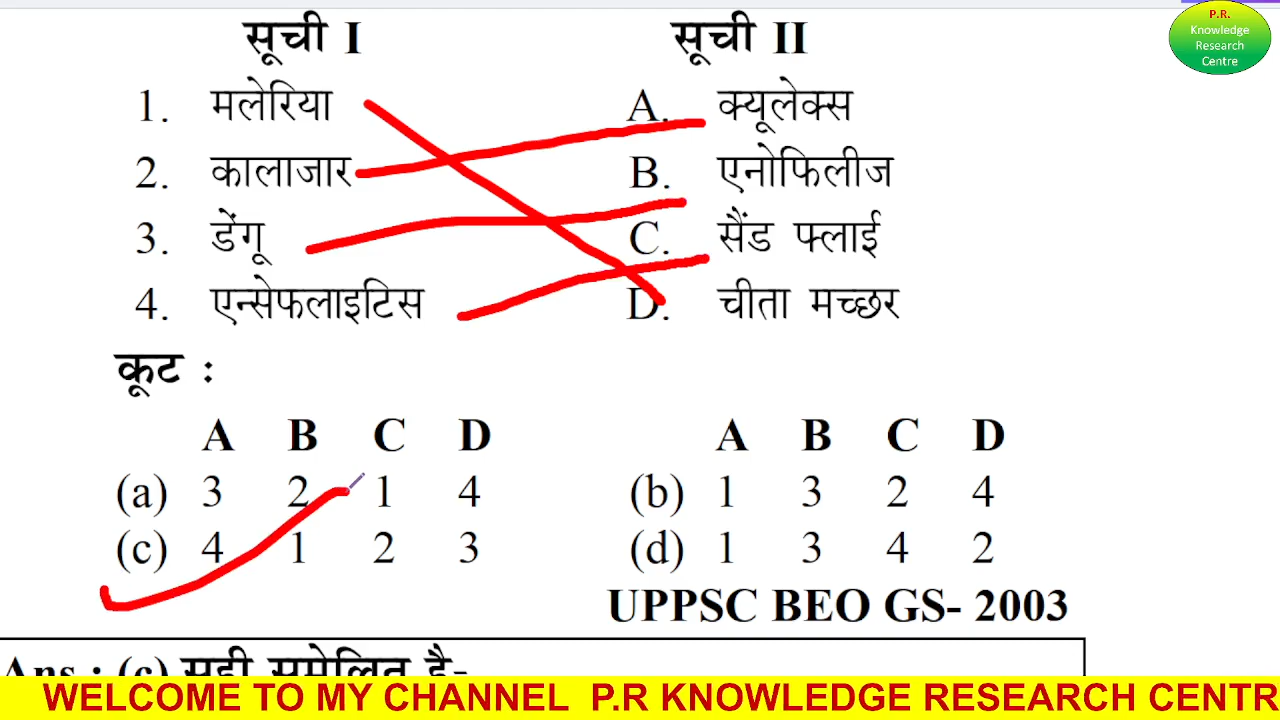 सूची I सूची II
P.R.
Knowledge
Research
Centre
1. मलेरिया A. क्यूलेक्स
2. कालाजार B. एनोफिलीज
3. डेंगू C. सैंड फ्लाई
4. एन्सेफलाइटिस D. चीता मच्छर
कूट :
A B C D A B C D
(a) 3 2 1 4 (b) 1 3 2 4
(c) 4 1 2 3 (d) 1 3 4 2
UPPSC BEO GS- 2003
Ans : (c) सही सुमेलित है-
WELCOME TO MY CHANNEL P.R KNOWLEDGE RESEARCH CENTR